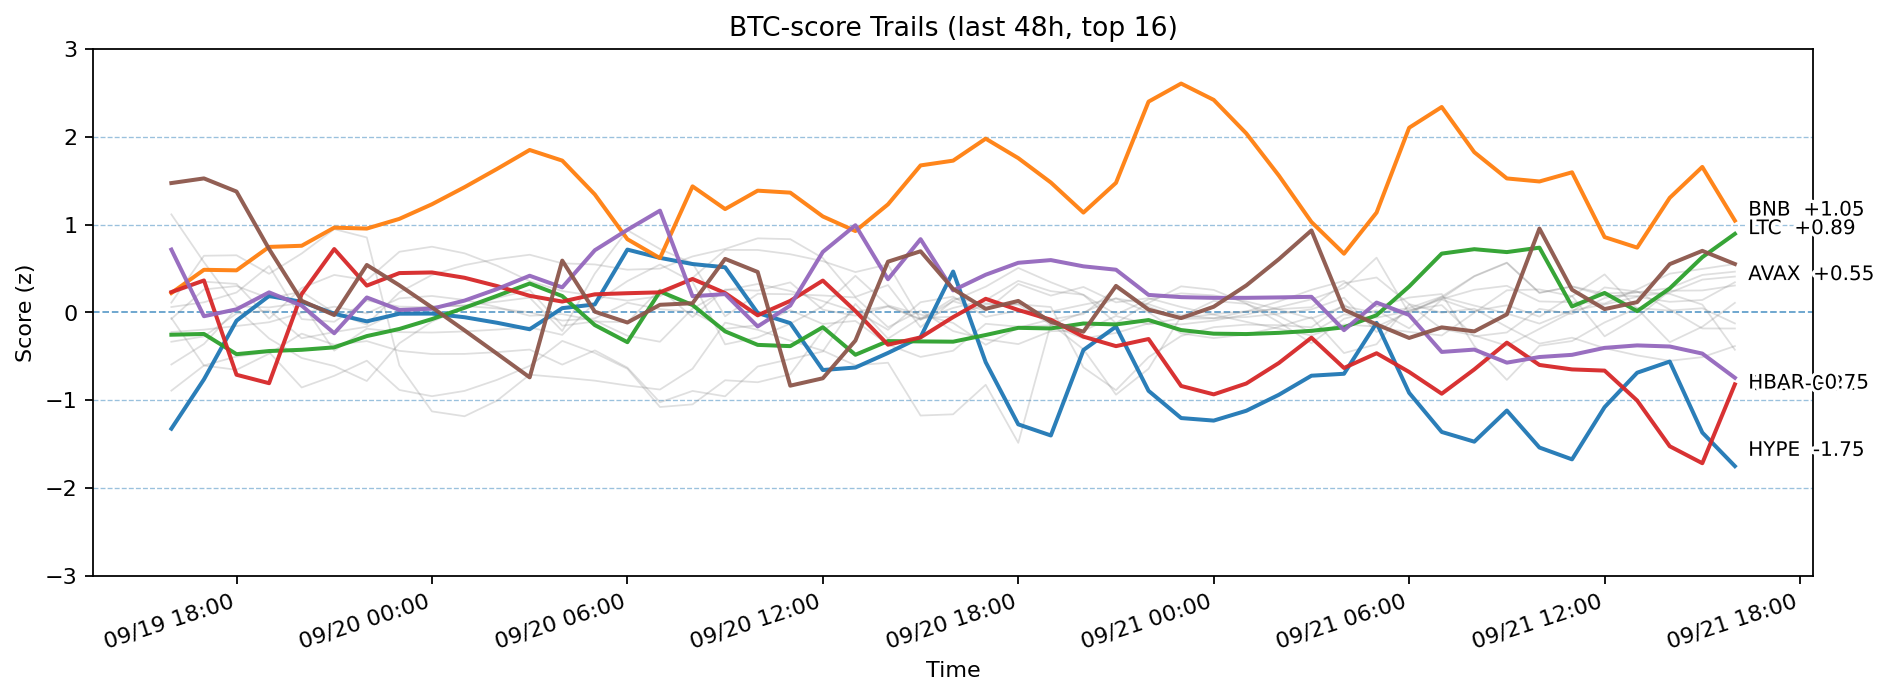 BTC-score Trails (last 48h, top 16)
Score (z)
3
2
1
0
−1
−2
−3
BNB +1.05
LTC +0.89
AVAX +0.55
HBAR
HYPE -1.75
09/19 18:00
09/20 00:00
09/20 06:00
09/20 12:00
09/20 18:00
09/21 00:00
09/21 06:00
09/21 12:00
09/21 18:00
Time